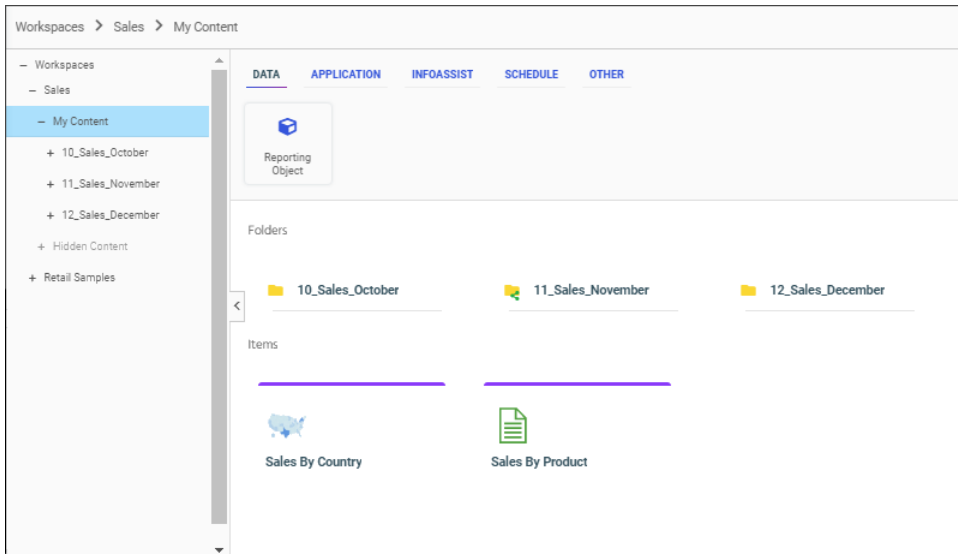 Workspaces > Sales > My Content
− Workspaces
− Sales
− My Content
+ 10_Sales_October
+ 11_Sales_November
+ 12_Sales_December
+ Hidden Content
+ Retail Samples
DATA APPLICATION INFOASSIST SCHEDULE OTHER
Reporting
Object
Folders
10_Sales_October 11_Sales_November 12_Sales_December
Items
Sales By Country Sales By Product